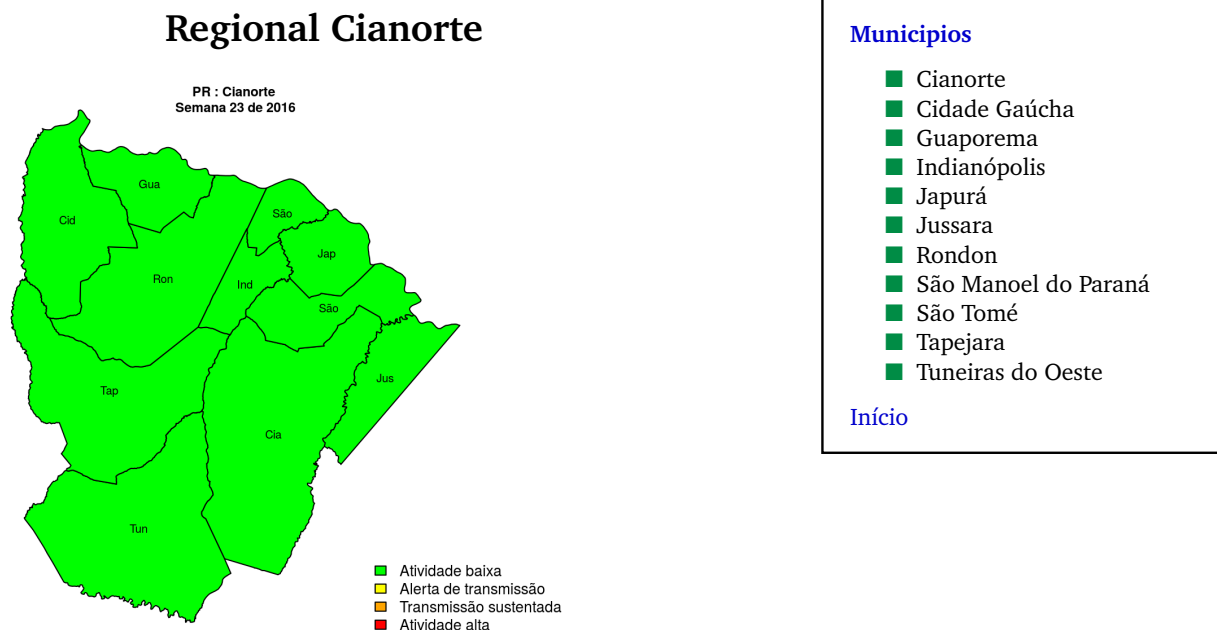 Regional Cianorte
PR : Cianorte
Semana 23 de 2016
Gua
Cid
São
Jap
Ron
Ind
São
Jus
Tap
Cia
Tun
Atividade baixa
Alerta de transmissão
Transmissão sustentada
Atividade alta
Municipios
Cianorte
Cidade Gaúcha
Guaporema
Indianópolis
Japurá
Jussara
Rondon
São Manoel do Paraná
São Tomé
Tapejara
Tuneiras do Oeste
Início